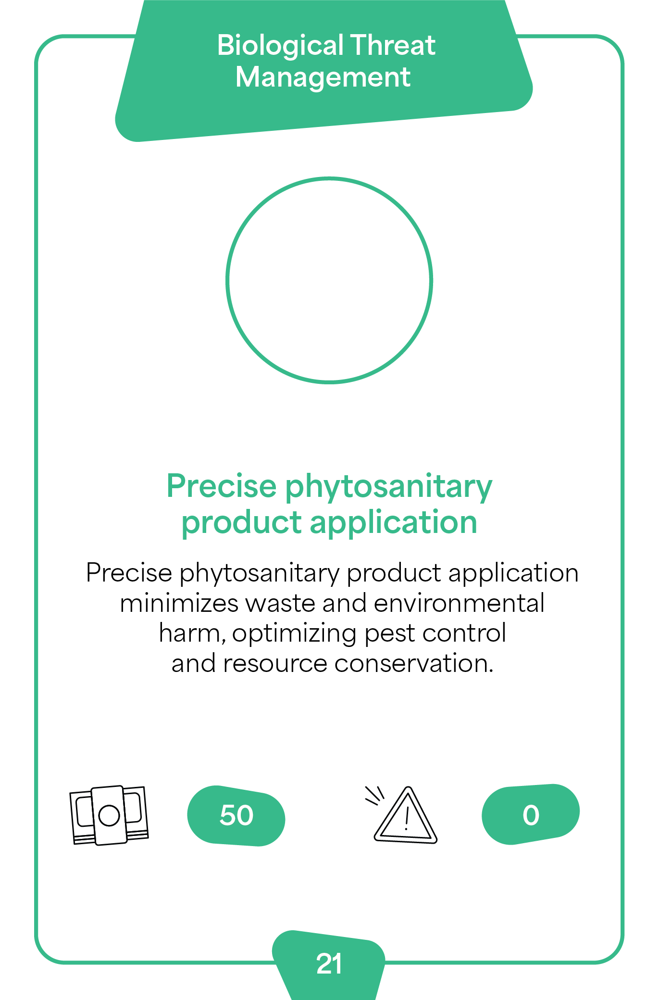 Biological Threat
Management
Precise phytosanitary
product application
Precise phytosanitary product application
minimizes waste and environmental
harm, optimizing pest control
and resource conservation.
50
!
0
21